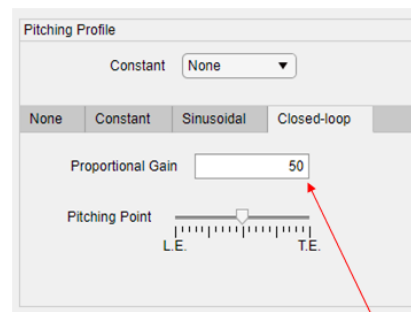 Pitching Profile
Constant None
None Constant Sinusoidal Closed-loop
Proportional Gain 50
Pitching Point
L.E. T.E.